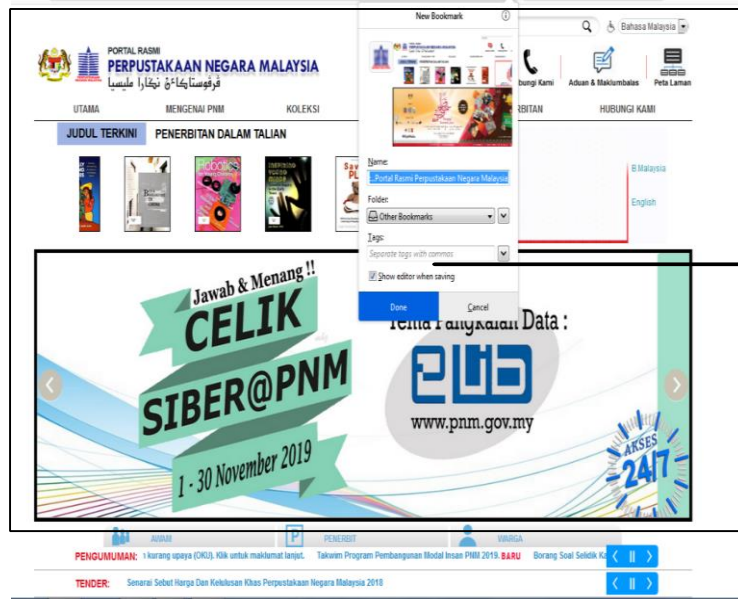 New Bookmark
Bahasa Malaysia
PORTAL RASMI
PERPUSTAKAAN NEGARA MALAYSIA
ڤرڤوستاکاءن نݢارا مليسيا
bungi Kami
Aduan & Maklumbalas
Peta Laman
UTAMA
MENGENAI PNM
KOLEKSI
RBITAN
HUBUNGI KAMI
JUDUL TERKINI
PENERBITAN DALAM TALIAN
Robotics
Name:
Portal Rasmi Perpustakaan Negara Malaysia
Folder:
Other Bookmarks
Tags:
Separate tags with commas
Show editor when saving
Done
Cancel
B.Malaysia
English
Jawab & Menang !!
CELIK
SIBER@PNM
1 - 30 November 2019
Tema Pangkalan Data :
www.pnm.gov.my
AKSES
24/7
AWAM
PENERBIT
WARGA
PENGUMUMAN: kurang upaya (OKU). Klik untuk maklumat lanjut. Takwim Program Pembangunan Modal Insan PNM 2019. BARU Borang Soal Selidik
TENDER: Senarai Sebut Harga Dan Kelulusan Khas Perpustakaan Negara Malaysia 2018